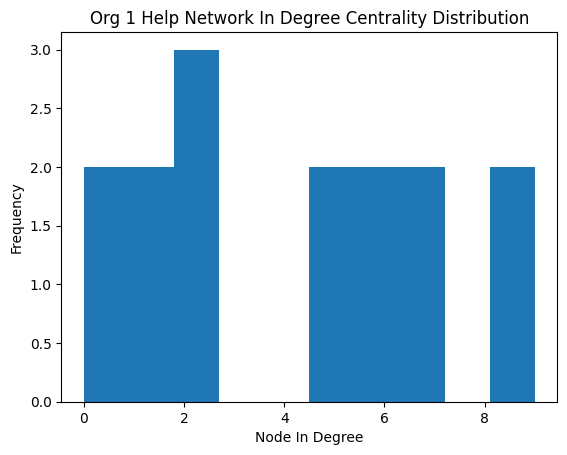 Org 1 Help Network In Degree Centrality Distribution
3.0
2.5
2.0
1.5
1.0
0.5
0.0
Frequency
0 2 4 6 8
Node In Degree